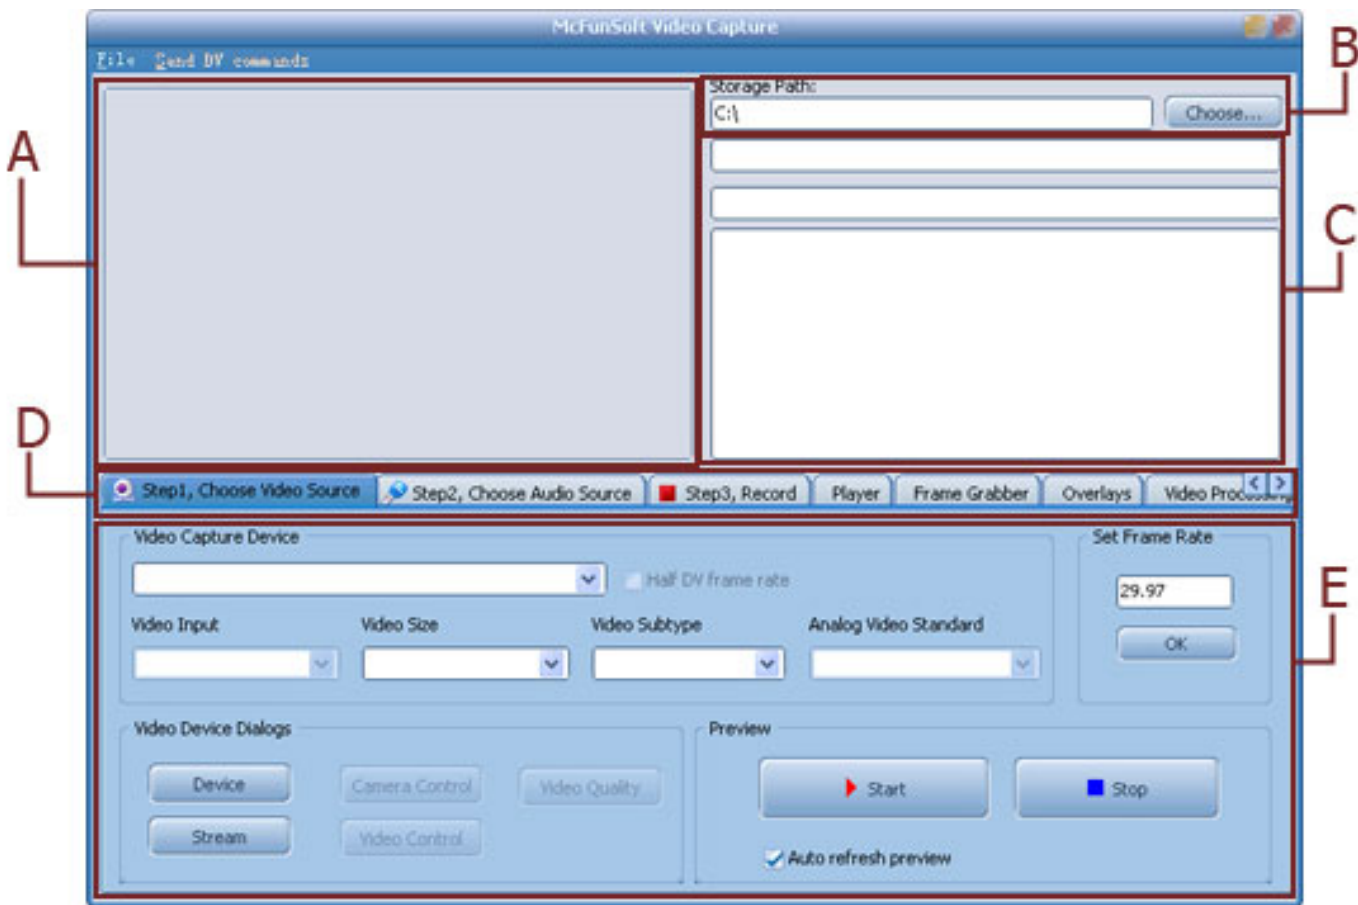 McFunSoft Video Capture
File Send DV commands
Storage Path:
C:\ Choose...
A
B
C
D
Step1, Choose Video Source Step2, Choose Audio Source Step3, Record Player Frame Grabber Overlays Video Processing
Video Capture Device
Half DV frame rate
Video Input Video Size Video Subtype Analog Video Standard
Set Frame Rate
29.97
OK
E
Video Device Dialogs
Device Camera Control Video Quality
Stream Video Control
Preview
Start Stop
Auto refresh preview